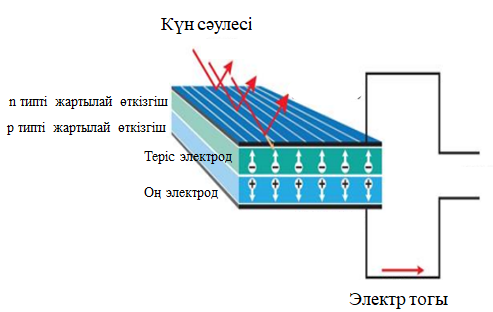 Күн сәулесі
n типті жартылай өткізгіш
p типті жартылай өткізгіш
Теріс электрод
Оң электрод
Электр тогы